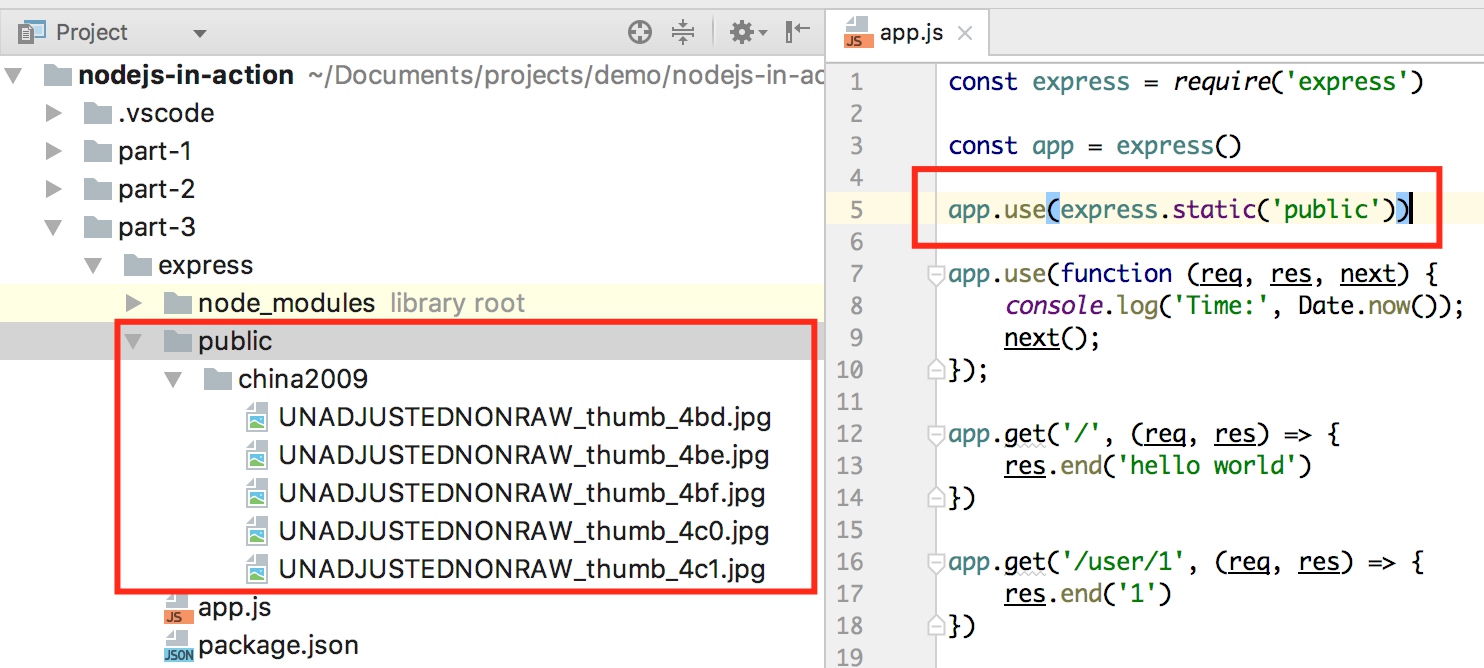 Project
app.js
nodejs-in-action ~/Documents/projects/demo/nodejs-in-ac
.vscode
part-1
part-2
part-3
express
node_modules library root
public
china2009
UNADJUSTEDNONRAW_thumb_4bd.jpg
UNADJUSTEDNONRAW_thumb_4be.jpg
UNADJUSTEDNONRAW_thumb_4bf.jpg
UNADJUSTEDNONRAW_thumb_4c0.jpg
UNADJUSTEDNONRAW_thumb_4c1.jpg
JS app.js
JSON package.json
JS app.js
1 const express = require('express')
2
3 const app = express()
4
5 app.use(express.static('public'))
6
7 app.use(function (req, res, next) {
8 console.log('Time:', Date.now());
9 next();
10 });
11
12 app.get('/', (req, res) => {
13 res.end('hello world')
14 })
15
16 app.get('/user/1', (req, res) => {
17 res.end('1')
18 })
19